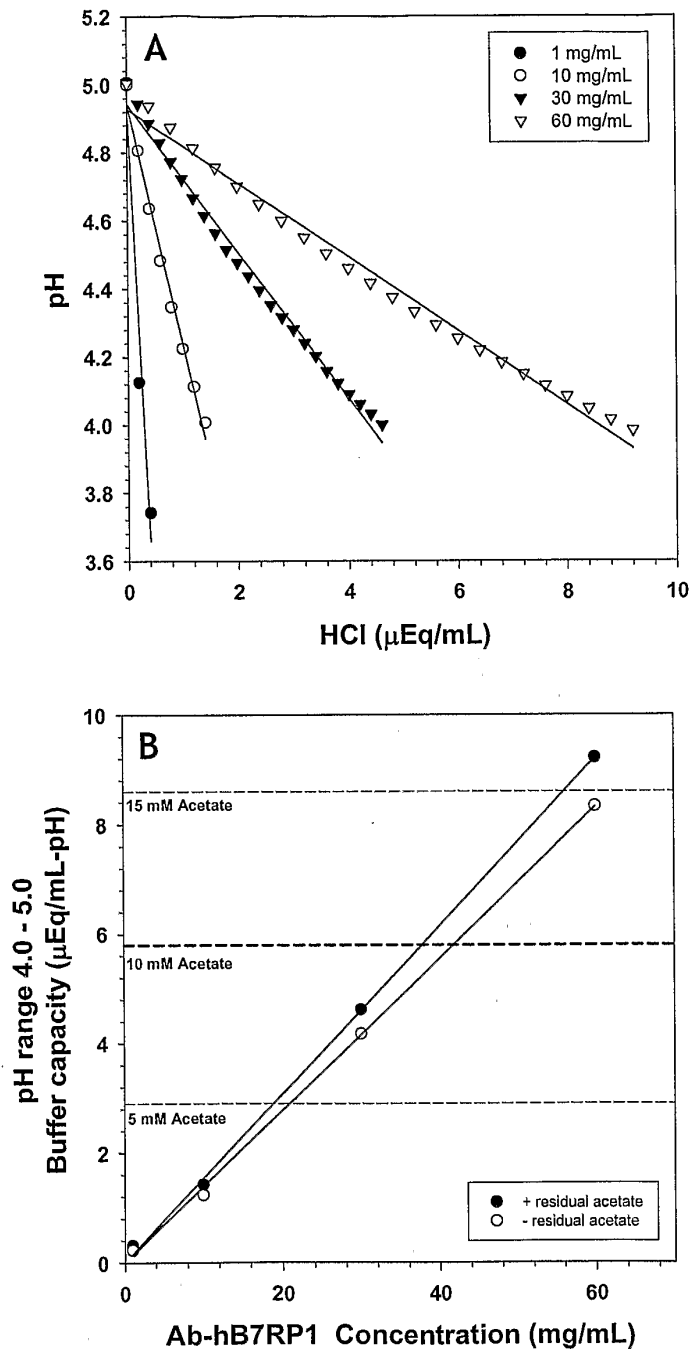 A
5.2
5.0
4.8
4.6
4.4
4.2
4.0
3.8
3.6
pH
0
2
4
6
8
10
HCl (μEq/mL)
1 mg/mL
10 mg/mL
30 mg/mL
60 mg/mL
B
10
8
6
4
2
0
pH range 4.0 - 5.0
Buffer capacity (μEq/mL-pH)
15 mM Acetate
10 mM Acetate
5 mM Acetate
+ residual acetate
- residual acetate
0
20
40
60
Ab-hB7RP1 Concentration (mg/mL)